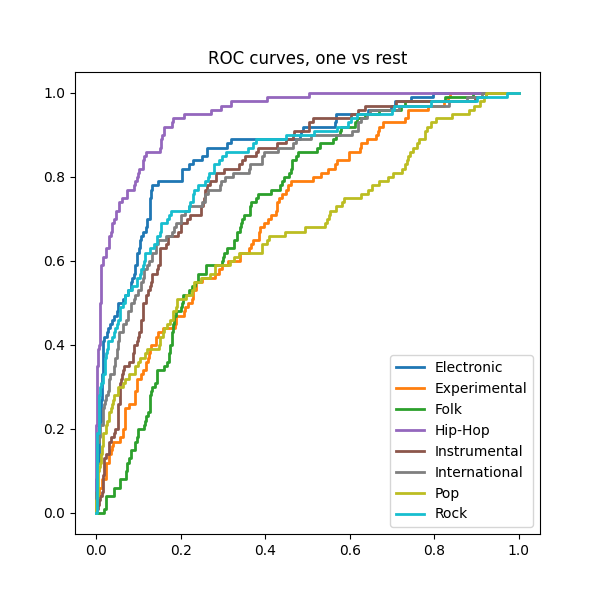 ROC curves, one vs rest
1.0
0.8
0.6
0.4
0.2
0.0
Electronic
Experimental
Folk
Hip-Hop
Instrumental
International
Pop
Rock
0.0 0.2 0.4 0.6 0.8 1.0